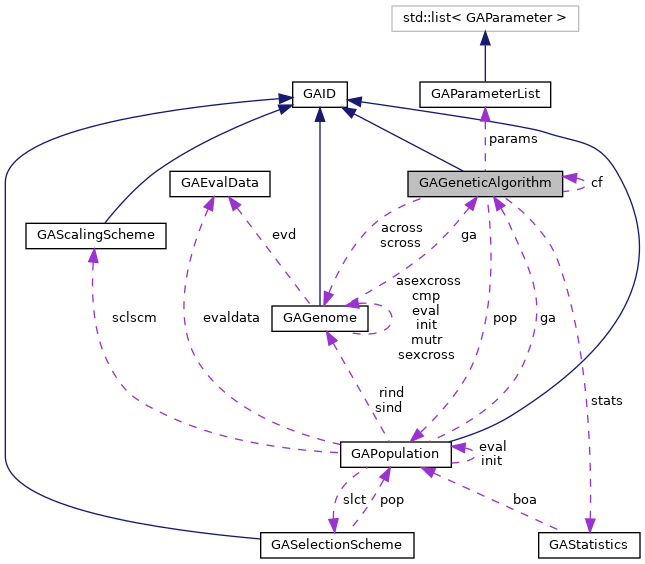 std::list< GAParameter >
GAID
GAParameterList
params
GAEvalData
GAGeneticAlgorithm
cf
GAScalingScheme
across
scross
evd
ga
asexcross
cmp
eval
init
mutr
sexcross
sclscm
evaldata
GAGenome
pop
ga
rind
sind
stats
GAPopulation
eval
init
slct
pop
boa
GASelectionScheme
GAStatistics